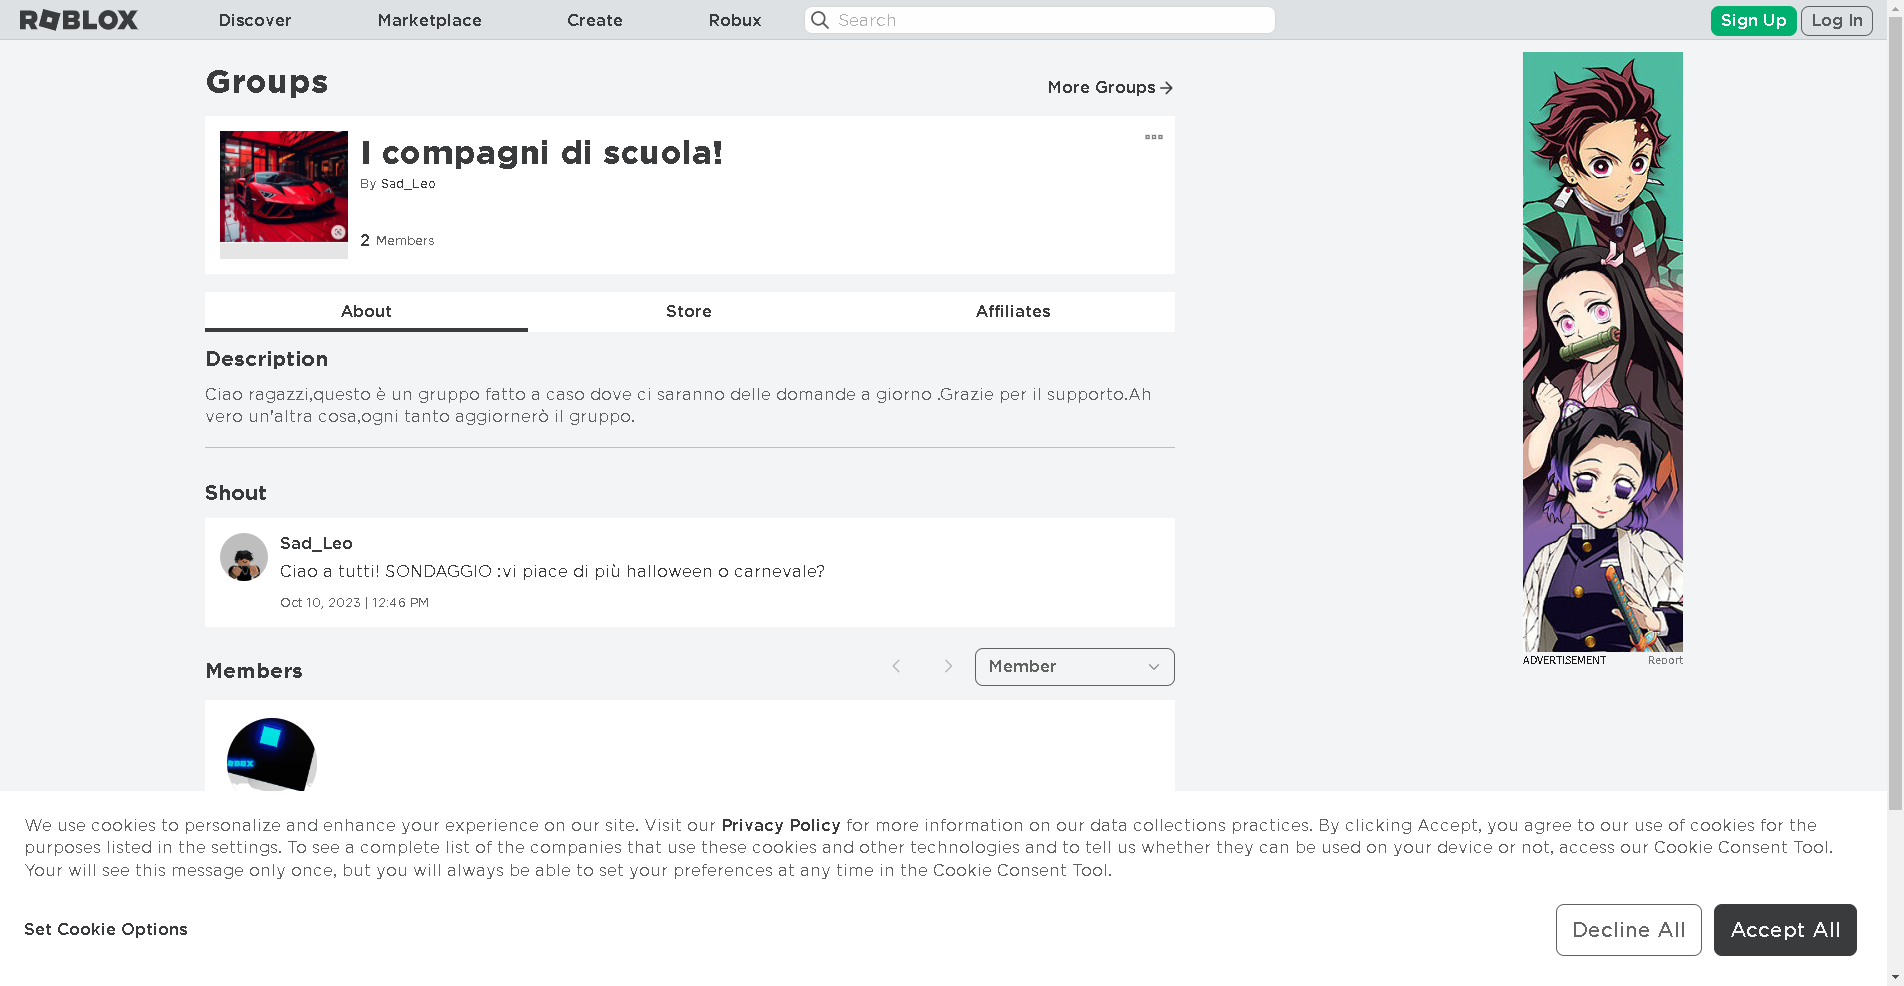 ROBLOX
Discover
Marketplace
Create
Robux
Search
Sign Up
Log In
Groups
More Groups
I compagni di scuola!
By Sad_Leo
2 Members
About
Store
Affiliates
Description
Ciao ragazzi,questo è un gruppo fatto a caso dove ci saranno delle domande a giorno .Grazie per il supporto.Ah
vero un'altra cosa,ogni tanto aggiornerò il gruppo.
Shout
Sad_Leo
Ciao a tutti! SONDAGGIO :vi piace di più halloween o carnevale?
Oct 10, 2023 | 12:46 PM
ADVERTISEMENT
Report
Members
Member
We use cookies to personalize and enhance your experience on our site. Visit our Privacy Policy for more information on our data collections practices. By clicking Accept, you agree to our use of cookies for the
purposes listed in the settings. To see a complete list of the companies that use these cookies and other technologies and to tell us whether they can be used on your device or not, access our Cookie Consent Tool.
Your will see this message only once, but you will always be able to set your preferences at any time in the Cookie Consent Tool.
Set Cookie Options
Decline All
Accept All